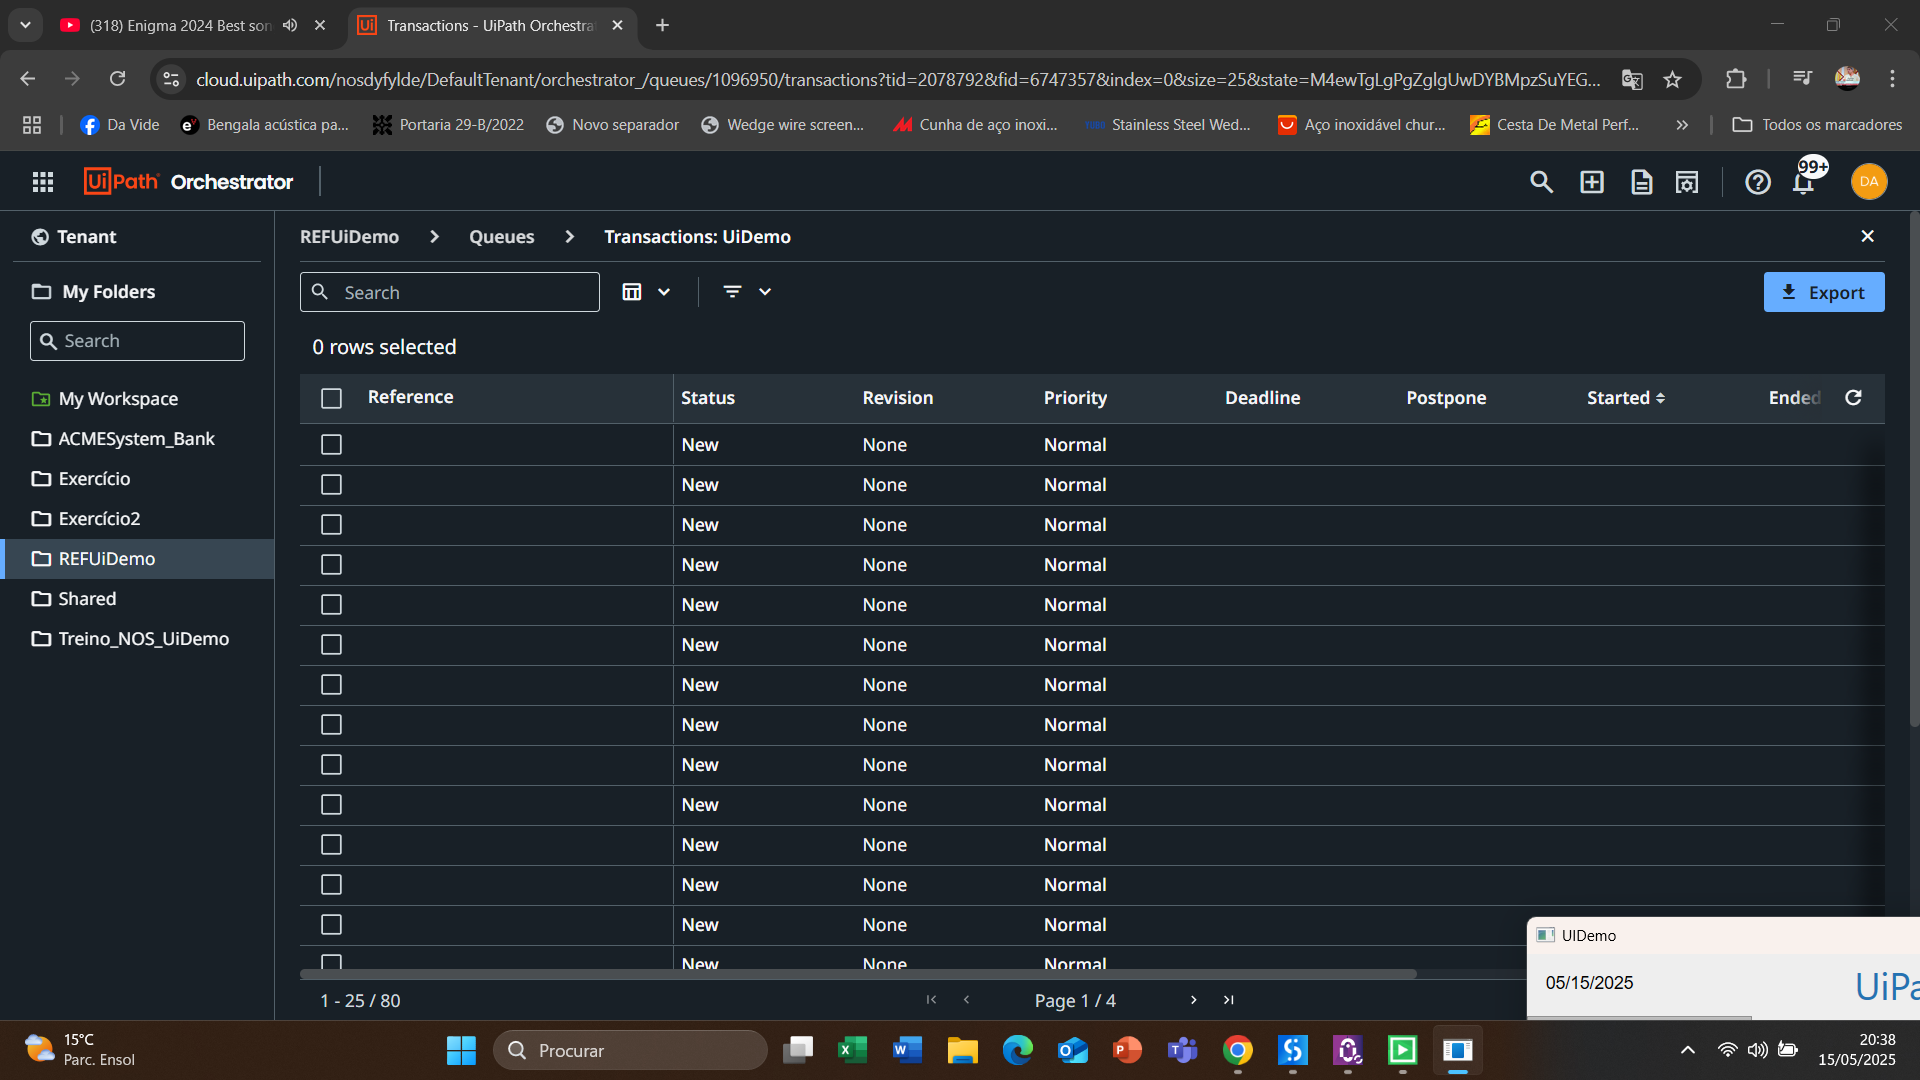 (318) Enigma 2024 Best son
Transactions - UiPath Orchestra
cloud.uipath.com/nosdyfylde/DefaultTenant/orchestrator_/queues/1096950/transactions?tid=2078792&fid=6747357&index=0&size=25&state=M4ewTgLgPgZglgUwDYBMpzSuYEG...
Da Vide
Bengala acústica pa...
Portaria 29-B/2022
Novo separador
Wedge wire screen...
Cunha de aço inoxi...
Stainless Steel Wed...
Aço inoxidável chur...
Cesta De Metal Perf...
Todos os marcadores
UiPath Orchestrator
99+
DA
Tenant
REFUiDemo
Queues
Transactions: UiDemo
My Folders
Search
Search
Export
0 rows selected
Reference Status Revision Priority Deadline Postpone Started Ended
My Workspace
ACMESystem_Bank
Exercício
Exercício2
REFUiDemo
Shared
Treino_NOS_UiDemo
New None Normal
New None Normal
New None Normal
New None Normal
New None Normal
New None Normal
New None Normal
New None Normal
New None Normal
New None Normal
New None Normal
New None Normal
New None Normal
New None Normal
1 - 25 / 80
Page 1 / 4
UIDemo
05/15/2025
UiPa
15°C
Parc. Ensol
Procurar
20:38
15/05/2025